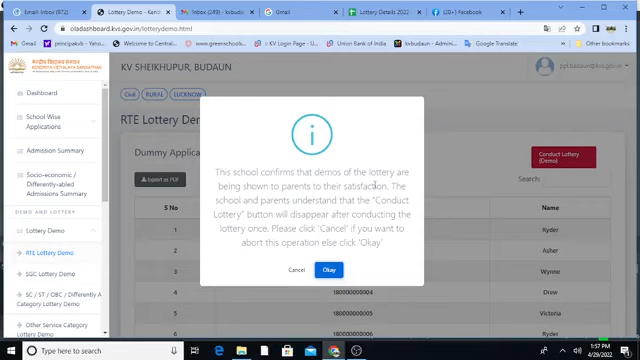 Email: Inbox (972)
Lottery Demo -
Inbox (249) - kvbudaun
Gmail
Lottery Details 2022
(20+) Facebook
oladashboard.kvs.gov.in/lotterydemo.html
Gmail
principalkvib - You...
Welcome to Central...
www.greenschools...
KV Login Page - U...
Union Bank of India
Google Translate
Other bookmarks
केन्द्रीय विद्यालय संगठन
KENDRIYA VIDYALAYA SANGATHAN
KV SHEIKHUPUR, BUDAUN
Dashboard
School Wise
Applications
Admission Summary
Socio-economic /
Differently-abled
Admissions Summary
DEMO AND LOTTERY
Lottery Demo
RTE Lottery Demo
SGC Lottery Demo
SC / ST / OBC / Differently A
Category Lottery Demo
Other Service Category
Lottery Demo
Civil
RURAL
LUCKNOW
RTE Lottery Dem
Dummy Applica
Export as PDF
Conduct Lottery
(Demo)
Search:
S No
Name
1
Ryder
2
Asher
3
Wynne
4
180000000004
Drew
5
180000000005
Victoria
6
180000000006
Ryder
This school confirms that demos of the lottery are
being shown to parents to their satisfaction. The
school and parents understand that the "Conduct
Lottery" button will disappear after conducting the
lottery once. Please click 'Cancel' if you want to
abort this operation else click 'Okay'
Cancel
Okay
Type here to search
1:57 PM
4/29/2022